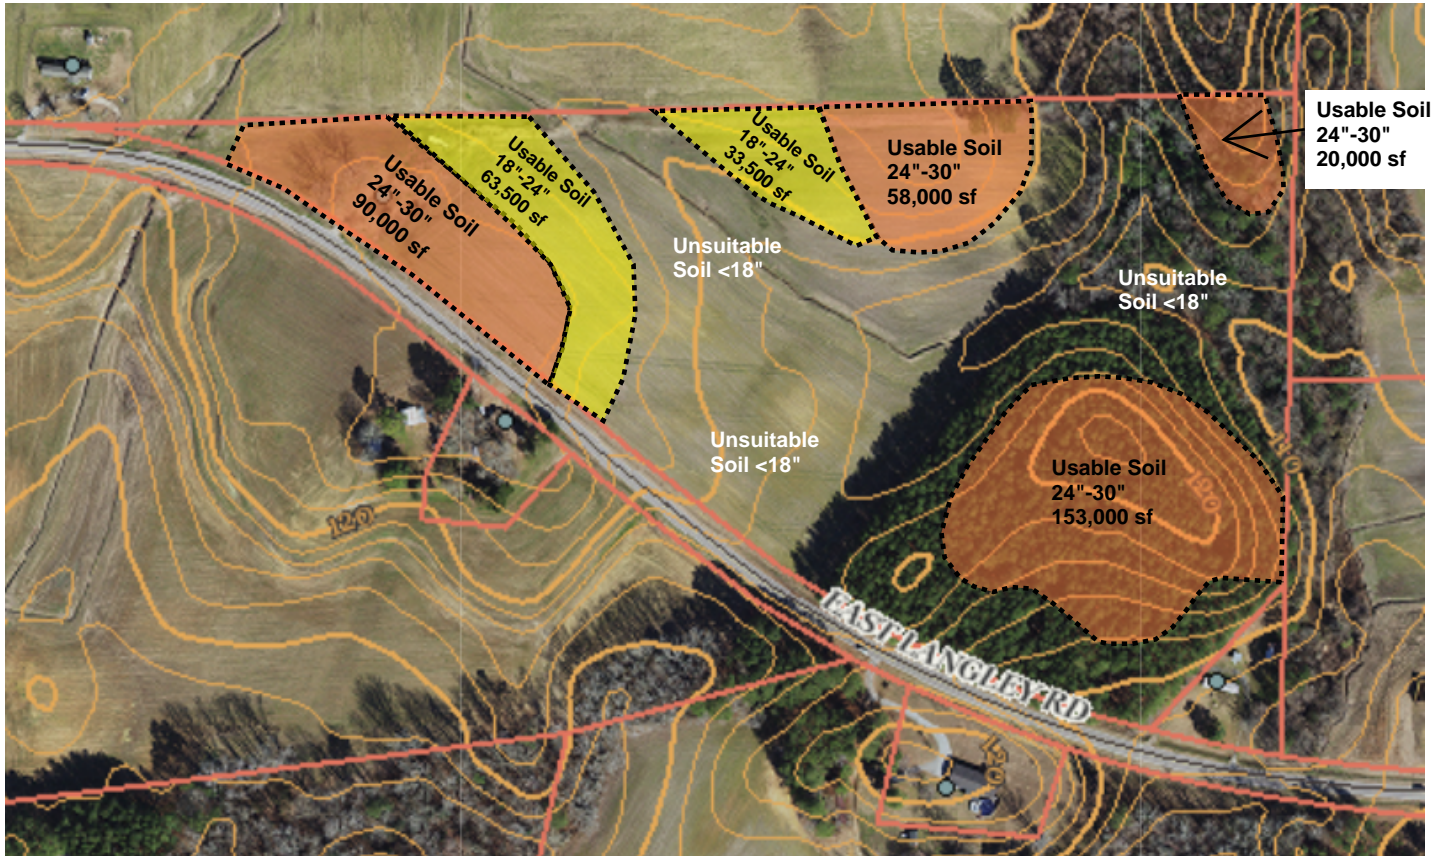 Usable Soil
24"-30"
90,000 sf
Usable Soil
18"-24"
63,500 sf
Usable Soil
18"-24"
33,500 sf
Usable Soil
24"-30"
58,000 sf
Usable Soil
24"-30"
20,000 sf
Unsuitable
Soil <18"
Unsuitable
Soil <18"
Unsuitable
Soil <18"
Usable Soil
24"-30"
153,000 sf
120
120
110
EAST LANGLEY RD
120